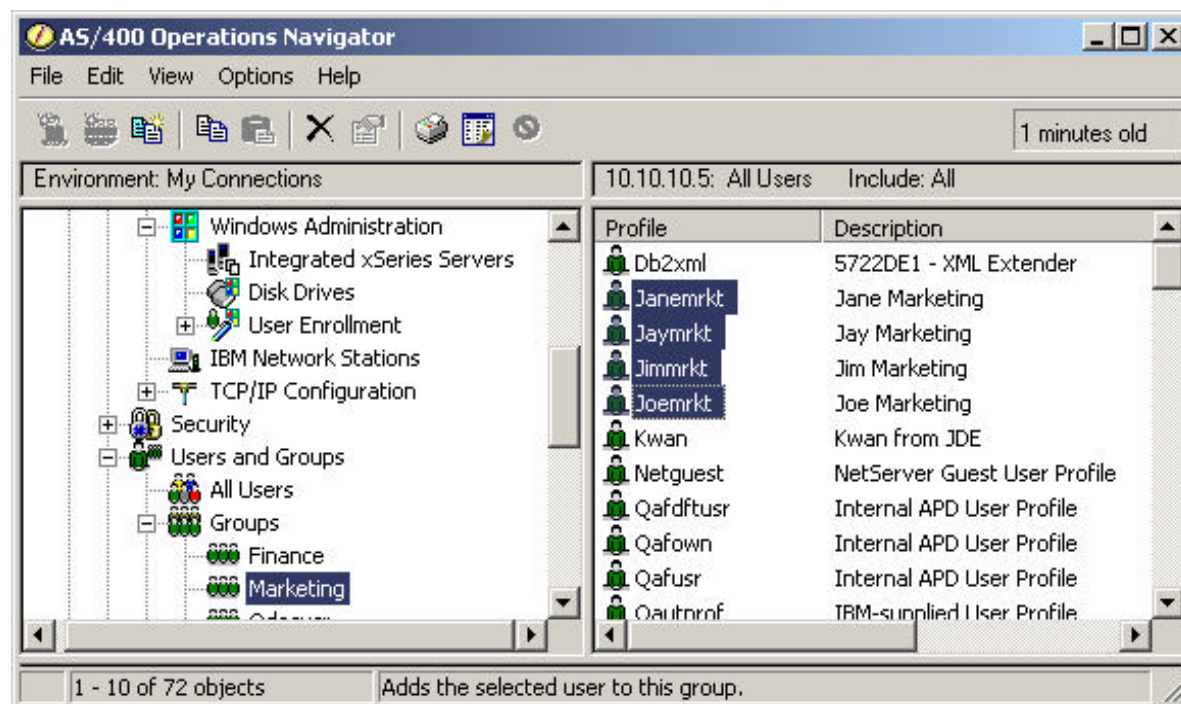 AS/400 Operations Navigator
File Edit View Options Help
1 minutes old
Environment: My Connections
10.10.10.5: All Users Include: All
Windows Administration
Integrated xSeries Servers
Disk Drives
User Enrollment
IBM Network Stations
TCP/IP Configuration
Security
Users and Groups
All Users
Groups
Finance
Marketing
Profile Description
Db2xml 5722DE1 - XML Extender
Janemrkt Jane Marketing
Jaymrkt Jay Marketing
Jimmrkt Jim Marketing
Joemrkt Joe Marketing
Kwan Kwan from JDE
Netguest NetServer Guest User Profile
Qafdftusr Internal APD User Profile
Qafown Internal APD User Profile
Qafusr Internal APD User Profile
Qautprof IBM-supplied User Profile
1 - 10 of 72 objects Adds the selected user to this group.